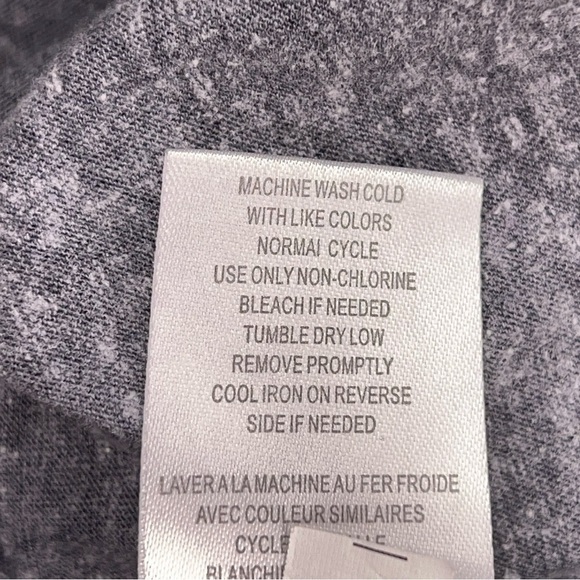 MACHINE WASH COLD
WITH LIKE COLORS
NORMAI CYCLE
USE ONLY NON-CHLORINE
BLEACH IF NEEDED
TUMBLE DRY LOW
REMOVE PROMPTLY
COOL IRON ON REVERSE
SIDE IF NEEDED
LAVER A LA MACHINE AU FER FROIDE
AVEC COULEUR SIMILAIRES
CYCLE